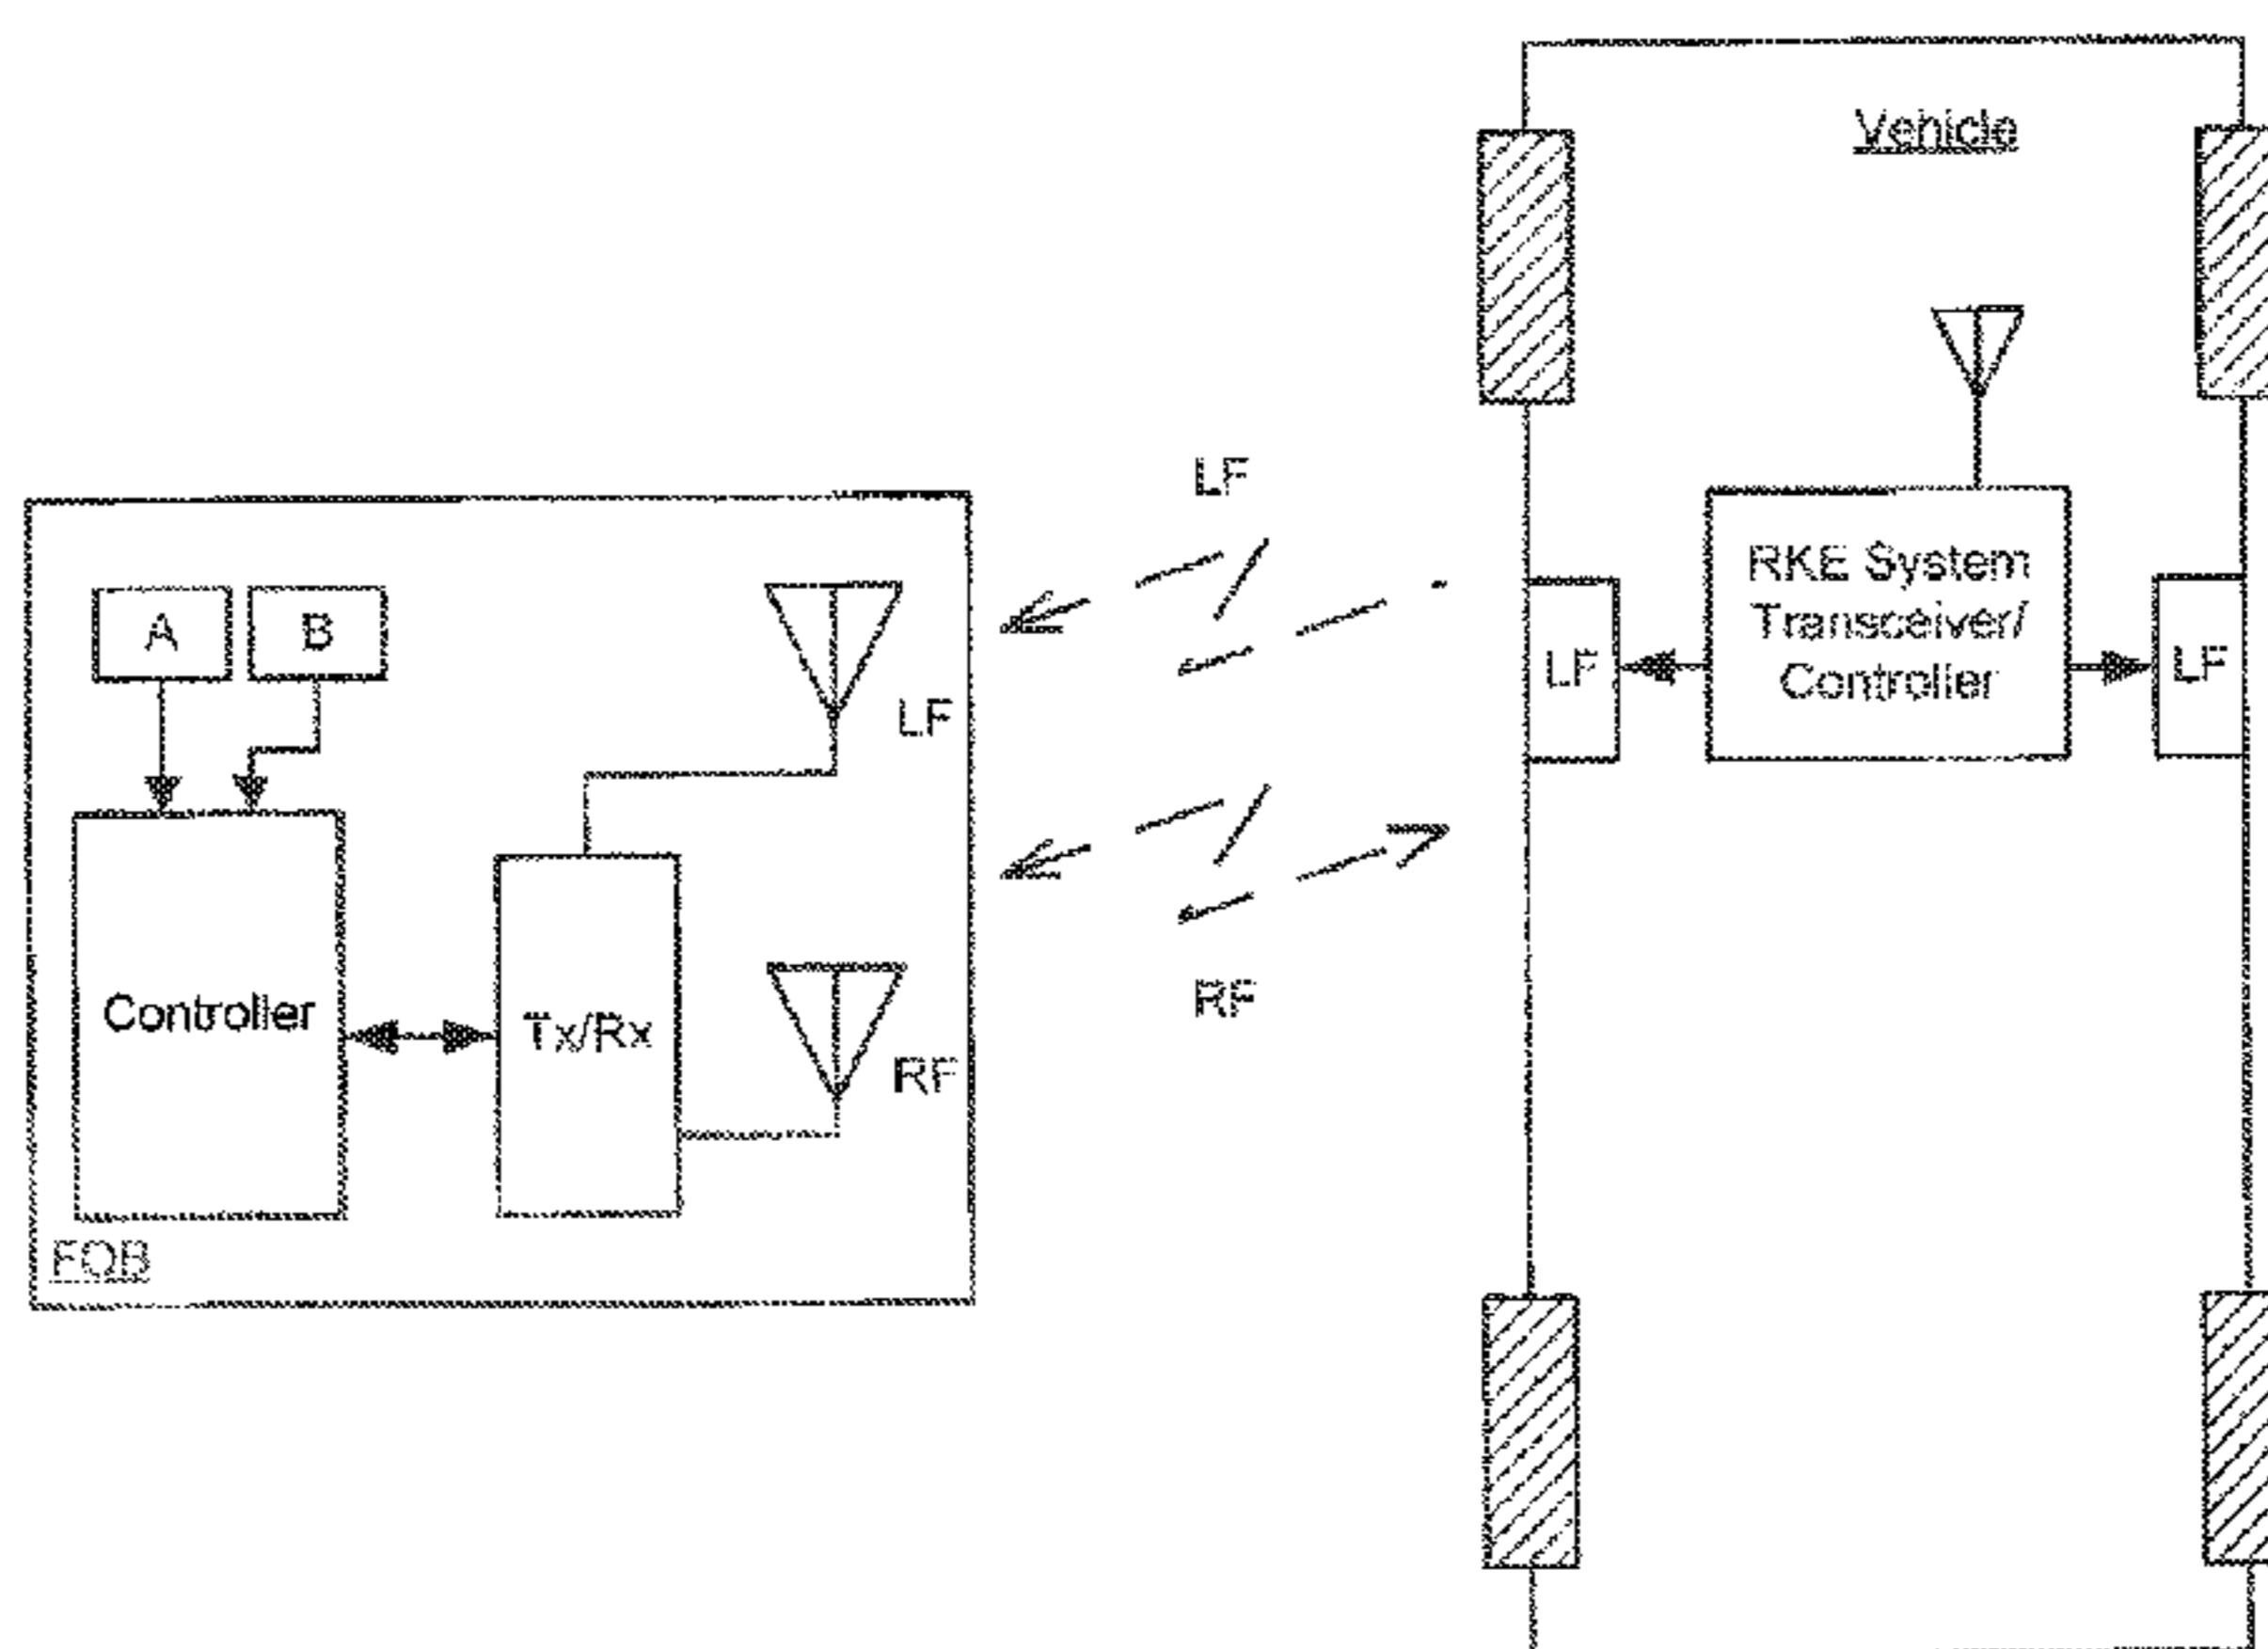 Vehicle
LF
RKE System
Transceiver/
Controller
LF
LF
A
B
LF
Controller
Tx/Rx
RF
RF
FOB